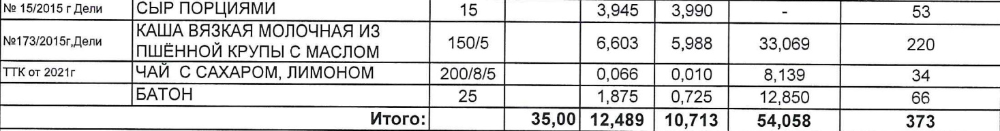 № 15/2015 г Дели СЫР ПОРЦИЯМИ 15 3,945 3,990 - 53
№173/2015г,Дели КАША ВЯЗКАЯ МОЛОЧНАЯ ИЗ
ПШЁННОЙ КРУПЫ С МАСЛОМ 150/5 6,603 5,988 33,069 220
ТТК от 2021г ЧАЙ С САХАРОМ, ЛИМОНОМ 200/8/5 0,066 0,010 8,139 34
БАТОН 25 1,875 0,725 12,850 66
Итого: 35,00 12,489 10,713 54,058 373